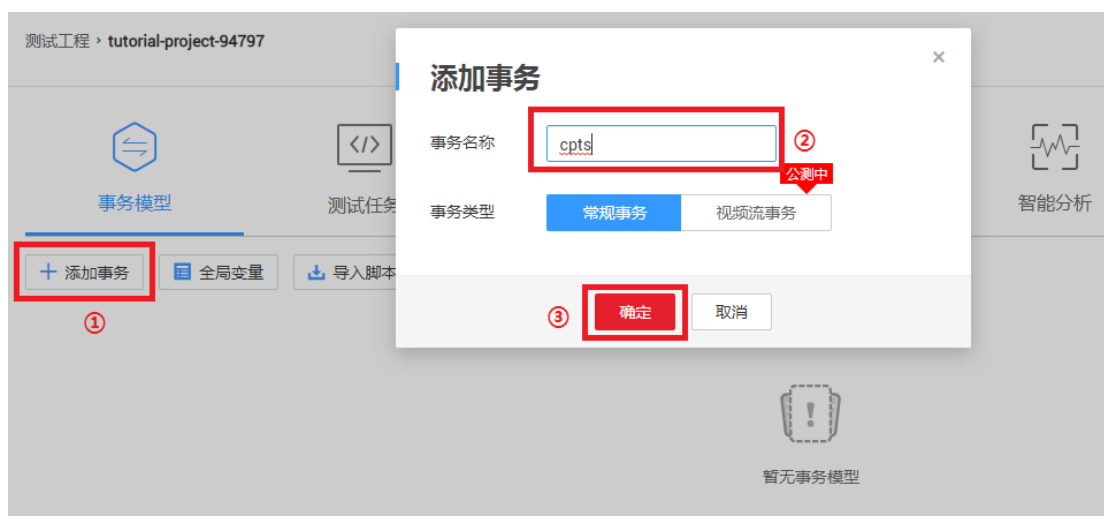 测试工程 > tutorial-project-94797
添加事务
×
事务名称
cpts
②
公测中
事务类型
常规事务
视频流事务
③
确定
取消
事务模型
</>
测试任务
智能分析
+ 添加事务
全局变量
导入脚本
①
!
暂无事务模型